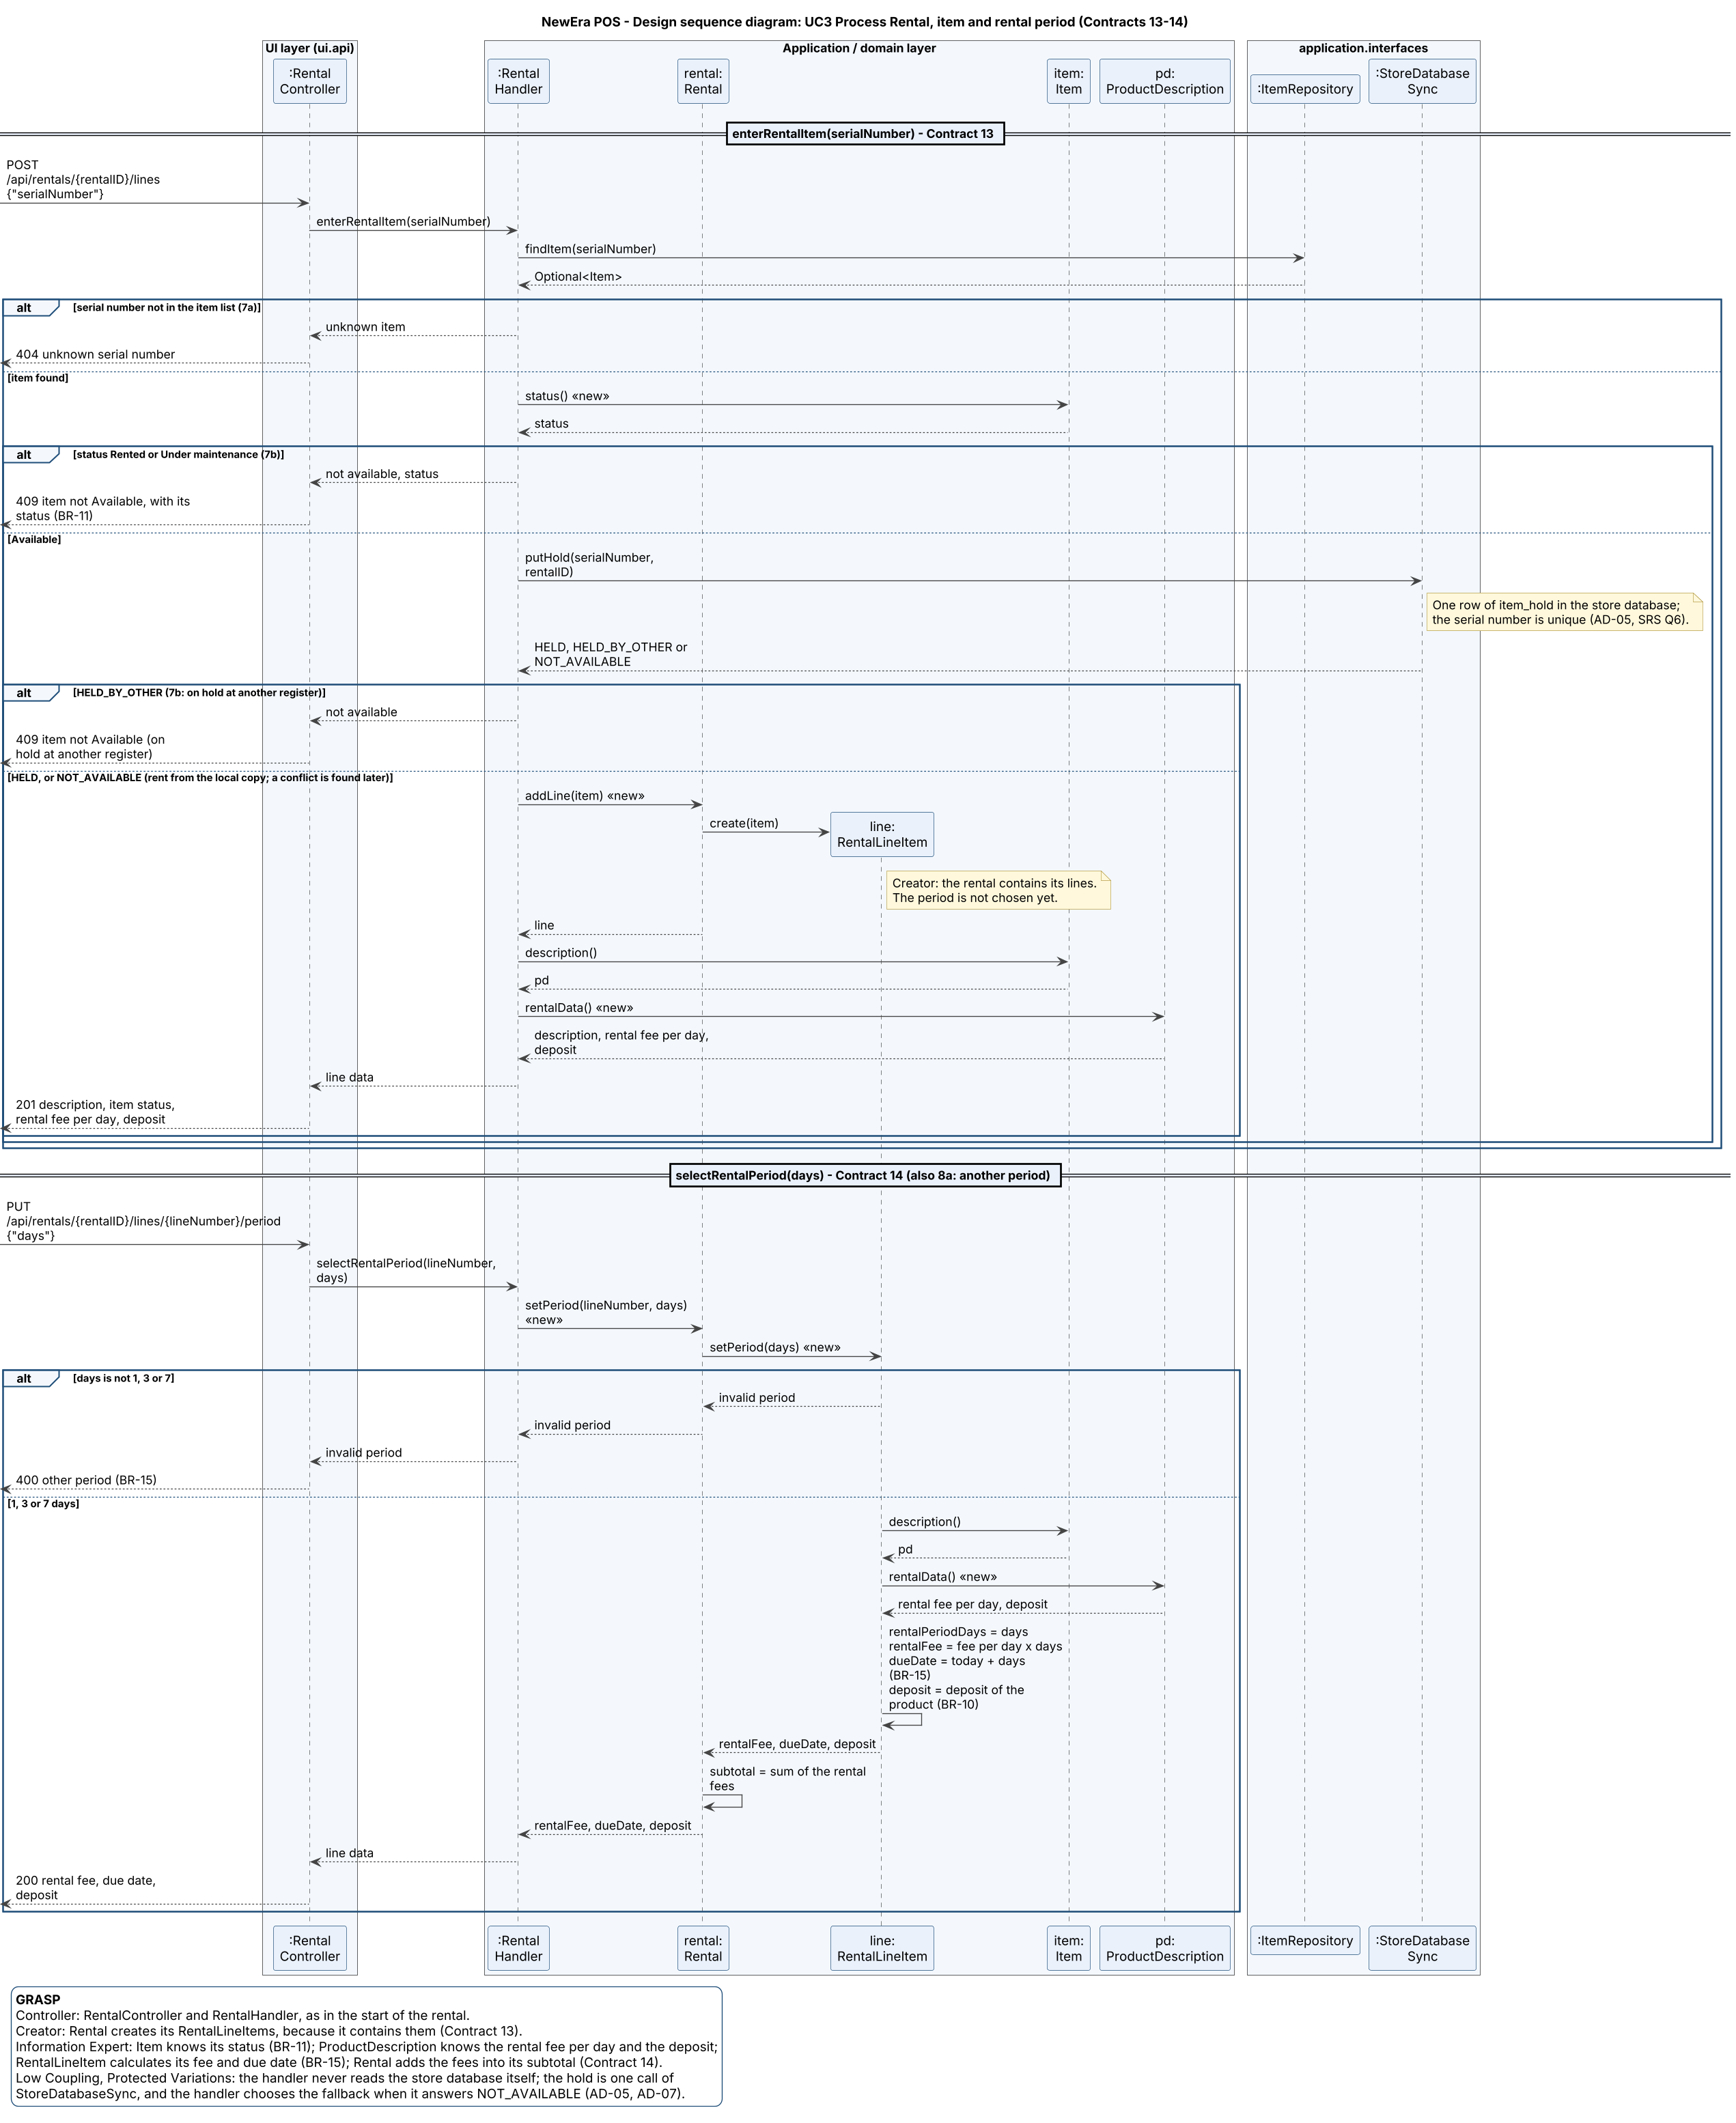 NewEra POS - Design sequence diagram: UC3 Process Rental, item and rental period (Contracts 13-14)
UI layer (ui.api)
Application / domain layer
application.interfaces
:Rental
Controller
:Rental
Handler
rental:
Rental
item:
Item
pd:
ProductDescription
:ItemRepository
:StoreDatabase
Sync
enterRentalItem(serialNumber) - Contract 13
POST
/api/rentals/{rentalID}/lines
{"serialNumber"}
enterRentalItem(serialNumber)
findItem(serialNumber)
Optional<Item>
alt
[serial number not in the item list (7a)]
unknown item
404 unknown serial number
[item found]
status() «new»
status
alt
[status Rented or Under maintenance (7b)]
not available, status
409 item not Available, with its
status (BR-11)
[Available]
putHold(serialNumber,
rentalID)
One row of item_hold in the store database;
the serial number is unique (AD-05, SRS Q6).
HELD, HELD_BY_OTHER or
NOT_AVAILABLE
alt
[HELD_BY_OTHER (7b: on hold at another register)]
not available
409 item not Available (on
hold at another register)
[HELD, or NOT_AVAILABLE (rent from the local copy; a conflict is found later)]
addLine(item) «new»
create(item)
line:
RentalLineItem
Creator: the rental contains its lines.
The period is not chosen yet.
line
description()
pd
rentalData() «new»
description, rental fee per day,
deposit
line data
201 description, item status,
rental fee per day, deposit
selectRentalPeriod(days) - Contract 14 (also 8a: another period)
PUT
/api/rentals/{rentalID}/lines/{lineNumber}/period
{"days"}
selectRentalPeriod(lineNumber,
days)
setPeriod(lineNumber, days)
«new»
setPeriod(days) «new»
alt
[days is not 1, 3 or 7]
invalid period
invalid period
invalid period
400 other period (BR-15)
[1, 3 or 7 days]
description()
pd
rentalData() «new»
rental fee per day, deposit
rentalPeriodDays = days
rentalFee = fee per day x days
dueDate = today + days
(BR-15)
deposit = deposit of the
product (BR-10)
rentalFee, dueDate, deposit
subtotal = sum of the rental
fees
rentalFee, dueDate, deposit
line data
200 rental fee, due date,
deposit
:Rental
Controller
:Rental
Handler
rental:
Rental
line:
RentalLineItem
item:
Item
pd:
ProductDescription
:ItemRepository
:StoreDatabase
Sync
GRASP
Controller: RentalController and RentalHandler, as in the start of the rental.
Creator: Rental creates its RentalLineItems, because it contains them (Contract 13).
Information Expert: Item knows its status (BR-11); ProductDescription knows the rental fee per day and the deposit;
RentalLineItem calculates its fee and due date (BR-15); Rental adds the fees into its subtotal (Contract 14).
Low Coupling, Protected Variations: the handler never reads the store database itself; the hold is one call of
StoreDatabaseSync, and the handler chooses the fallback when it answers NOT_AVAILABLE (AD-05, AD-07).